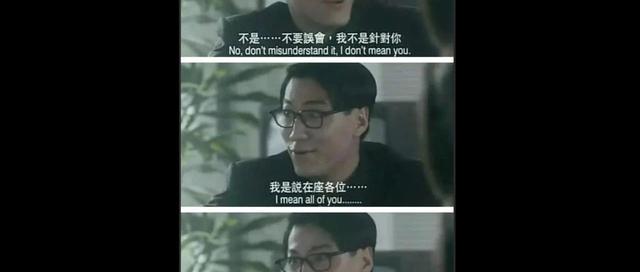 不是……不要誤會，我不是針對你
No, don't misunderstand it, I don't mean you.
我是説在座各位……
I mean all of you........